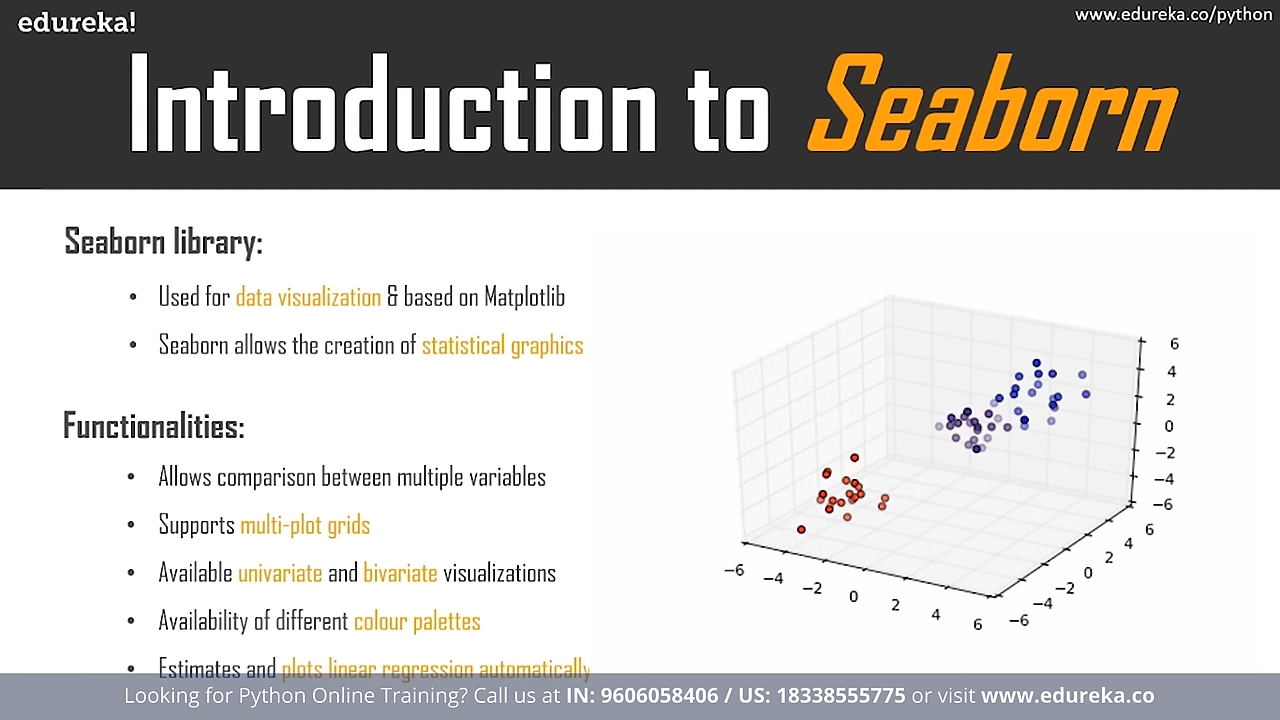 edureka!
www.edureka.co/python
Introduction to Seaborn
Seaborn library:
• Used for data visualization & based on Matplotlib
• Seaborn allows the creation of statistical graphics
Functionalities:
• Allows comparison between multiple variables
• Supports multi-plot grids
• Available univariate and bivariate visualizations
• Availability of different colour palettes
• Estimates and plots linear regression automatically
6
4
2
0
−2
−4
−6
−6 −4 −2 0 2 4 6
−6 −4 −2 0 2 4 6
Looking for Python Online Training? Call us at IN: 9606058406 / US: 18338555775 or visit www.edureka.co